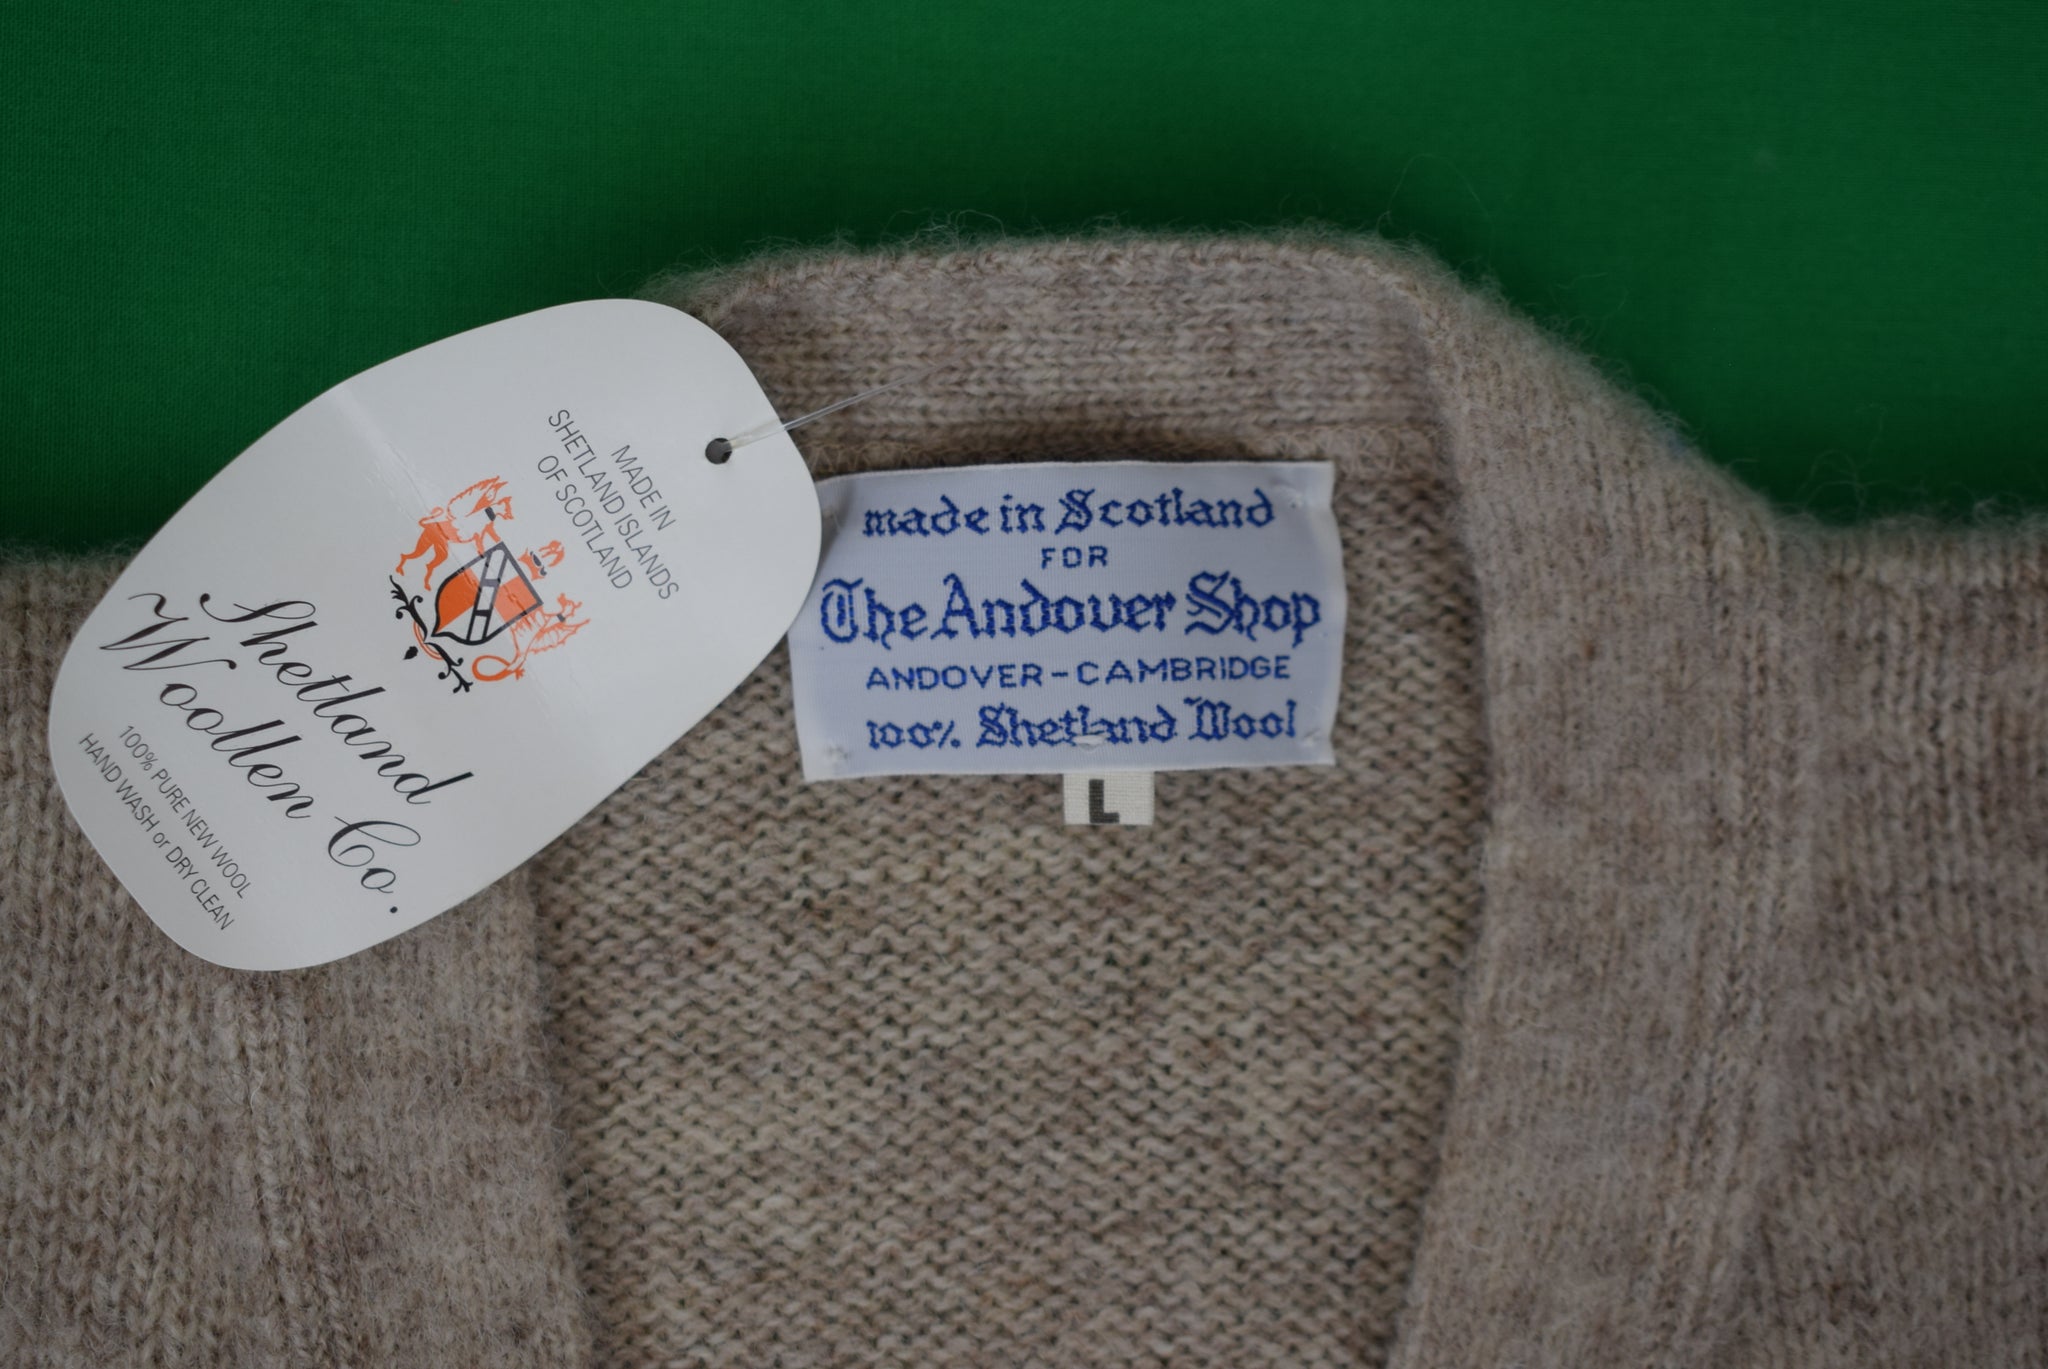 MADE IN
SHETLAND ISLANDS
OF SCOTLAND
Shetland
Woollen Co.
100% PURE NEW WOOL
HAND WASH or DRY CLEAN
made in Scotland
FOR
The Andover Shop
ANDOVER-CAMBRIDGE
100% Shetland Wool
L